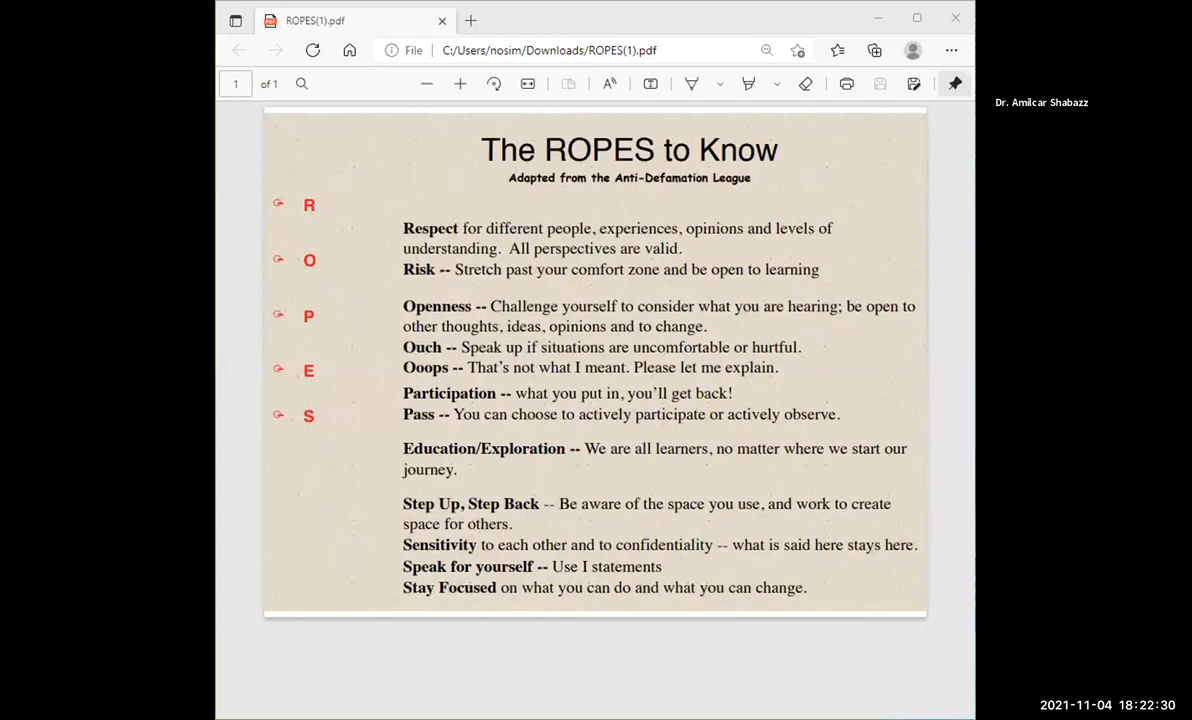 ROPES(1).pdf
File
C:/Users/nosim/Downloads/ROPES(1).pdf
1 of 1
Dr. Amilcar Shabazz
The ROPES to Know
Adapted from the Anti-Defamation League
R
Respect for different people, experiences, opinions and levels of
understanding. All perspectives are valid.
Risk -- Stretch past your comfort zone and be open to learning
O
Openness -- Challenge yourself to consider what you are hearing; be open to
other thoughts, ideas, opinions and to change.
Ouch -- Speak up if situations are uncomfortable or hurtful.
Ooops -- That's not what I meant. Please let me explain.
P
Participation -- what you put in, you'll get back!
Pass -- You can choose to actively participate or actively observe.
E
Education/Exploration -- We are all learners, no matter where we start our
journey.
S
Step Up, Step Back -- Be aware of the space you use, and work to create
space for others.
Sensitivity to each other and to confidentiality -- what is said here stays here.
Speak for yourself -- Use I statements
Stay Focused on what you can do and what you can change.
2021-11-04 18:22:30